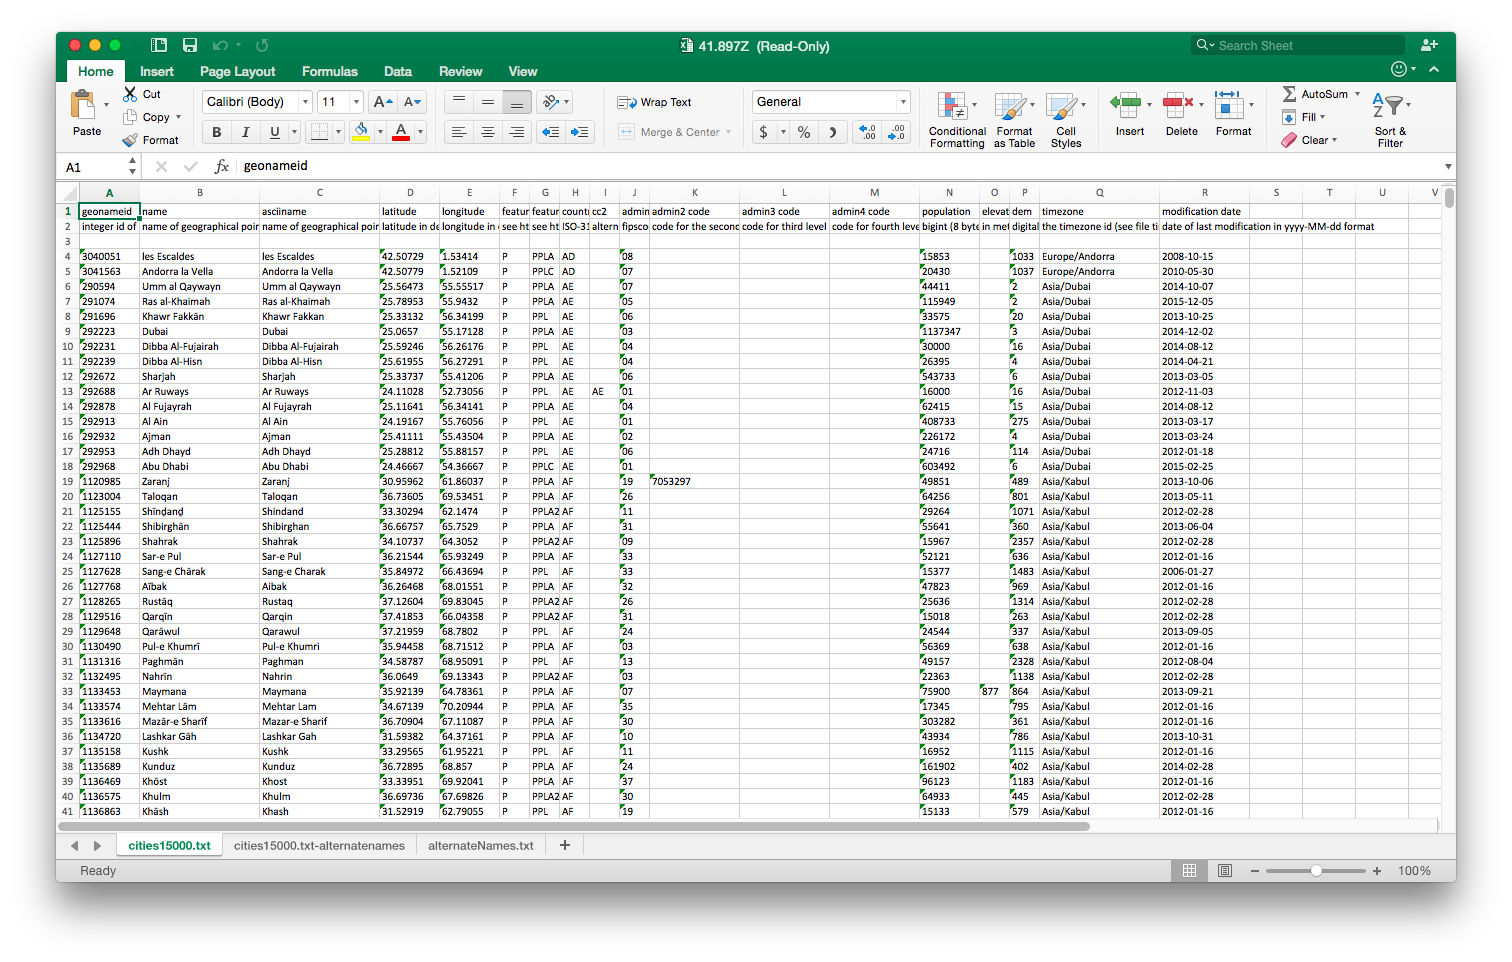 41.897Z (Read-Only)
Search Sheet
Home Insert Page Layout Formulas Data Review View
Paste
Cut
Copy
Format
Calibri (Body) 11 A A
B I U A
Wrap Text
Merge & Center
General
$ % )
.0 .00
.00 .0
Conditional Formatting
Format as Table
Cell Styles
Insert
Delete
Format
AutoSum
Fill
Clear
A Z
Sort & Filter
A1 fx geonameid
A B C D E F G H I J K L M N O P Q R S T U V
1 geonameid name asciiname latitude longitude featur featur countr cc2 admin admin2 code admin3 code admin4 code population elevat dem timezone modification date
2 integer id of name of geographical poin name of geographical poin latitude in de longitude in see ht see ht ISO-31 altern fipsco code for the second code for third level code for fourth leve bigint (8 byte in met digital the timezone id (see file ti date of last modification in yyyy-MM-dd format
3
4 3040051 les Escaldes les Escaldes 42.50729 1.53414 P PPLA AD 08 15853 1033 Europe/Andorra 2008-10-15
5 3041563 Andorra la Vella Andorra la Vella 42.50779 1.52109 P PPLC AD 07 20430 1037 Europe/Andorra 2010-05-30
6 290594 Umm al Qaywayn Umm al Qaywayn 25.56473 55.55517 P PPLA AE 07 44411 2 Asia/Dubai 2014-10-07
7 291074 Ras al-Khaimah Ras al-Khaimah 25.78953 55.9432 P PPLA AE 05 115949 2 Asia/Dubai 2015-12-05
8 291696 Khawr Fakkān Khawr Fakkan 25.33132 56.34199 P PPL AE 06 33575 20 Asia/Dubai 2013-10-25
9 292223 Dubai Dubai 25.0657 55.17128 P PPLA AE 03 1137347 3 Asia/Dubai 2014-12-02
10 292231 Dibba Al-Fujairah Dibba Al-Fujairah 25.59246 56.26176 P PPL AE 04 30000 16 Asia/Dubai 2014-08-12
11 292239 Dibba Al-Hisn Dibba Al-Hisn 25.61955 56.27291 P PPL AE 04 26395 4 Asia/Dubai 2014-04-21
12 292672 Sharjah Sharjah 25.33737 55.41206 P PPLA AE 06 543733 6 Asia/Dubai 2013-03-05
13 292688 Ar Ruways Ar Ruways 24.11028 52.73056 P PPL AE AE 01 16000 16 Asia/Dubai 2012-11-03
14 292878 Al Fujayrah Al Fujayrah 25.11641 56.34141 P PPLA AE 04 62415 15 Asia/Dubai 2014-08-12
15 292913 Al Ain Al Ain 24.19167 55.76056 P PPL AE 01 408733 275 Asia/Dubai 2013-03-17
16 292932 Ajman Ajman 25.41111 55.43504 P PPLA AE 02 226172 4 Asia/Dubai 2013-03-24
17 292953 Adh Dhayd Adh Dhayd 25.28812 55.88157 P PPL AE 06 24716 114 Asia/Dubai 2012-01-18
18 292968 Abu Dhabi Abu Dhabi 24.46667 54.36667 P PPLC AE 01 603492 6 Asia/Dubai 2015-02-25
19 1120985 Zaranj Zaranj 30.95962 61.86037 P PPLA AF 19 7053297 49851 489 Asia/Kabul 2013-10-06
20 1123004 Taloqan Taloqan 36.73605 69.53451 P PPLA AF 26 64256 801 Asia/Kabul 2013-05-11
21 1125155 Shīnḏanḏ Shindand 33.30294 62.1474 P PPLA2 AF 11 29264 1071 Asia/Kabul 2012-02-28
22 1125444 Shibirghān Shibirghan 36.66757 65.7529 P PPLA AF 31 55641 360 Asia/Kabul 2013-06-04
23 1125896 Shahrak Shahrak 34.10737 64.3052 P PPLA2 AF 09 15967 2357 Asia/Kabul 2012-02-28
24 1127110 Sar-e Pul Sar-e Pul 36.21544 65.93249 P PPLA AF 33 52121 636 Asia/Kabul 2012-01-16
25 1127628 Sang-e Chārak Sang-e Charak 35.84972 66.43694 P PPL AF 33 15377 1483 Asia/Kabul 2006-01-27
26 1127768 Aībak Aibak 36.26468 68.01551 P PPLA AF 32 47823 969 Asia/Kabul 2012-01-16
27 1128265 Rustāq Rustaq 37.12604 69.83045 P PPLA2 AF 26 25636 1314 Asia/Kabul 2012-02-28
28 1129516 Qarqīn Qarqin 37.41853 66.04358 P PPLA2 AF 31 15018 263 Asia/Kabul 2012-02-28
29 1129648 Qarāwul Qarawul 37.21959 68.7802 P PPL AF 24 24544 337 Asia/Kabul 2013-09-05
30 1130490 Pul-e Khumrī Pul-e Khumri 35.94458 68.71512 P PPLA AF 03 56369 638 Asia/Kabul 2012-01-16
31 1131316 Paghmān Paghman 34.58787 68.95091 P PPL AF 13 49157 2328 Asia/Kabul 2012-08-04
32 1132495 Nahrīn Nahrin 36.0649 69.13343 P PPLA2 AF 03 22363 1138 Asia/Kabul 2012-02-28
33 1133453 Maymana Maymana 35.92139 64.78361 P PPLA AF 07 75900 877 864 Asia/Kabul 2013-09-21
34 1133574 Mehtar Lām Mehtar Lam 34.67139 70.20944 P PPLA AF 35 17345 795 Asia/Kabul 2012-01-16
35 1133616 Mazār-e Sharīf Mazar-e Sharif 36.70904 67.11087 P PPLA AF 30 303282 361 Asia/Kabul 2012-01-16
36 1134720 Lashkar Gāh Lashkar Gah 31.59382 64.37161 P PPLA AF 10 43934 786 Asia/Kabul 2013-10-31
37 1135158 Kushk Kushk 33.29565 61.95221 P PPL AF 11 16952 1115 Asia/Kabul 2012-01-16
38 1135689 Kunduz Kunduz 36.72895 68.857 P PPLA AF 24 161902 402 Asia/Kabul 2014-02-28
39 1136469 Khōst Khost 33.33951 69.92041 P PPLA AF 37 96123 1183 Asia/Kabul 2012-01-16
40 1136575 Khulm Khulm 36.69736 67.69826 P PPLA2 AF 30 64933 445 Asia/Kabul 2012-02-28
41 1136863 Khāsh Khash 31.52919 62.79055 P PPL AF 19 15133 579 Asia/Kabul 2012-01-16
cities15000.txt cities15000.txt-alternatenames alternateNames.txt +
Ready 100%